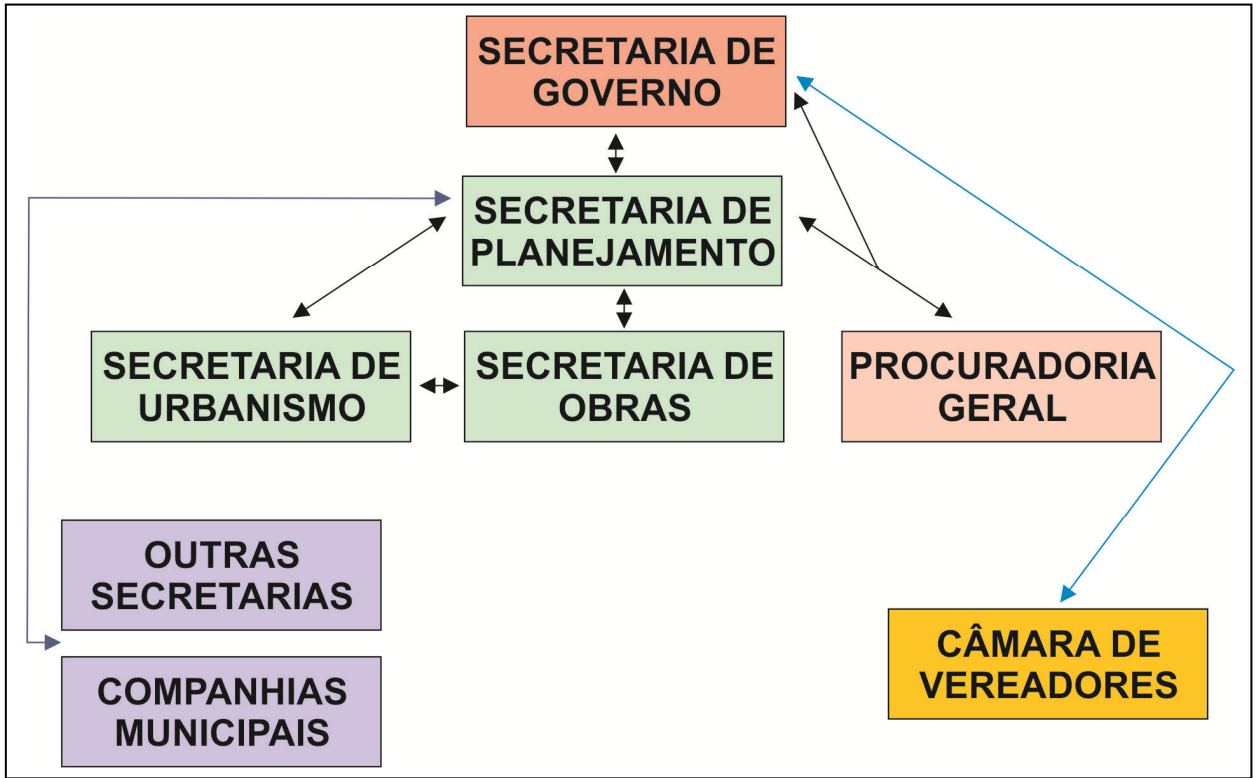 SECRETARIA DE
GOVERNO
SECRETARIA DE
PLANEJAMENTO
SECRETARIA DE
URBANISMO
SECRETARIA DE
OBRAS
PROCURADORIA
GERAL
OUTRAS
SECRETARIAS
COMPANHIAS
MUNICIPAIS
CÂMARA DE
VEREADORES